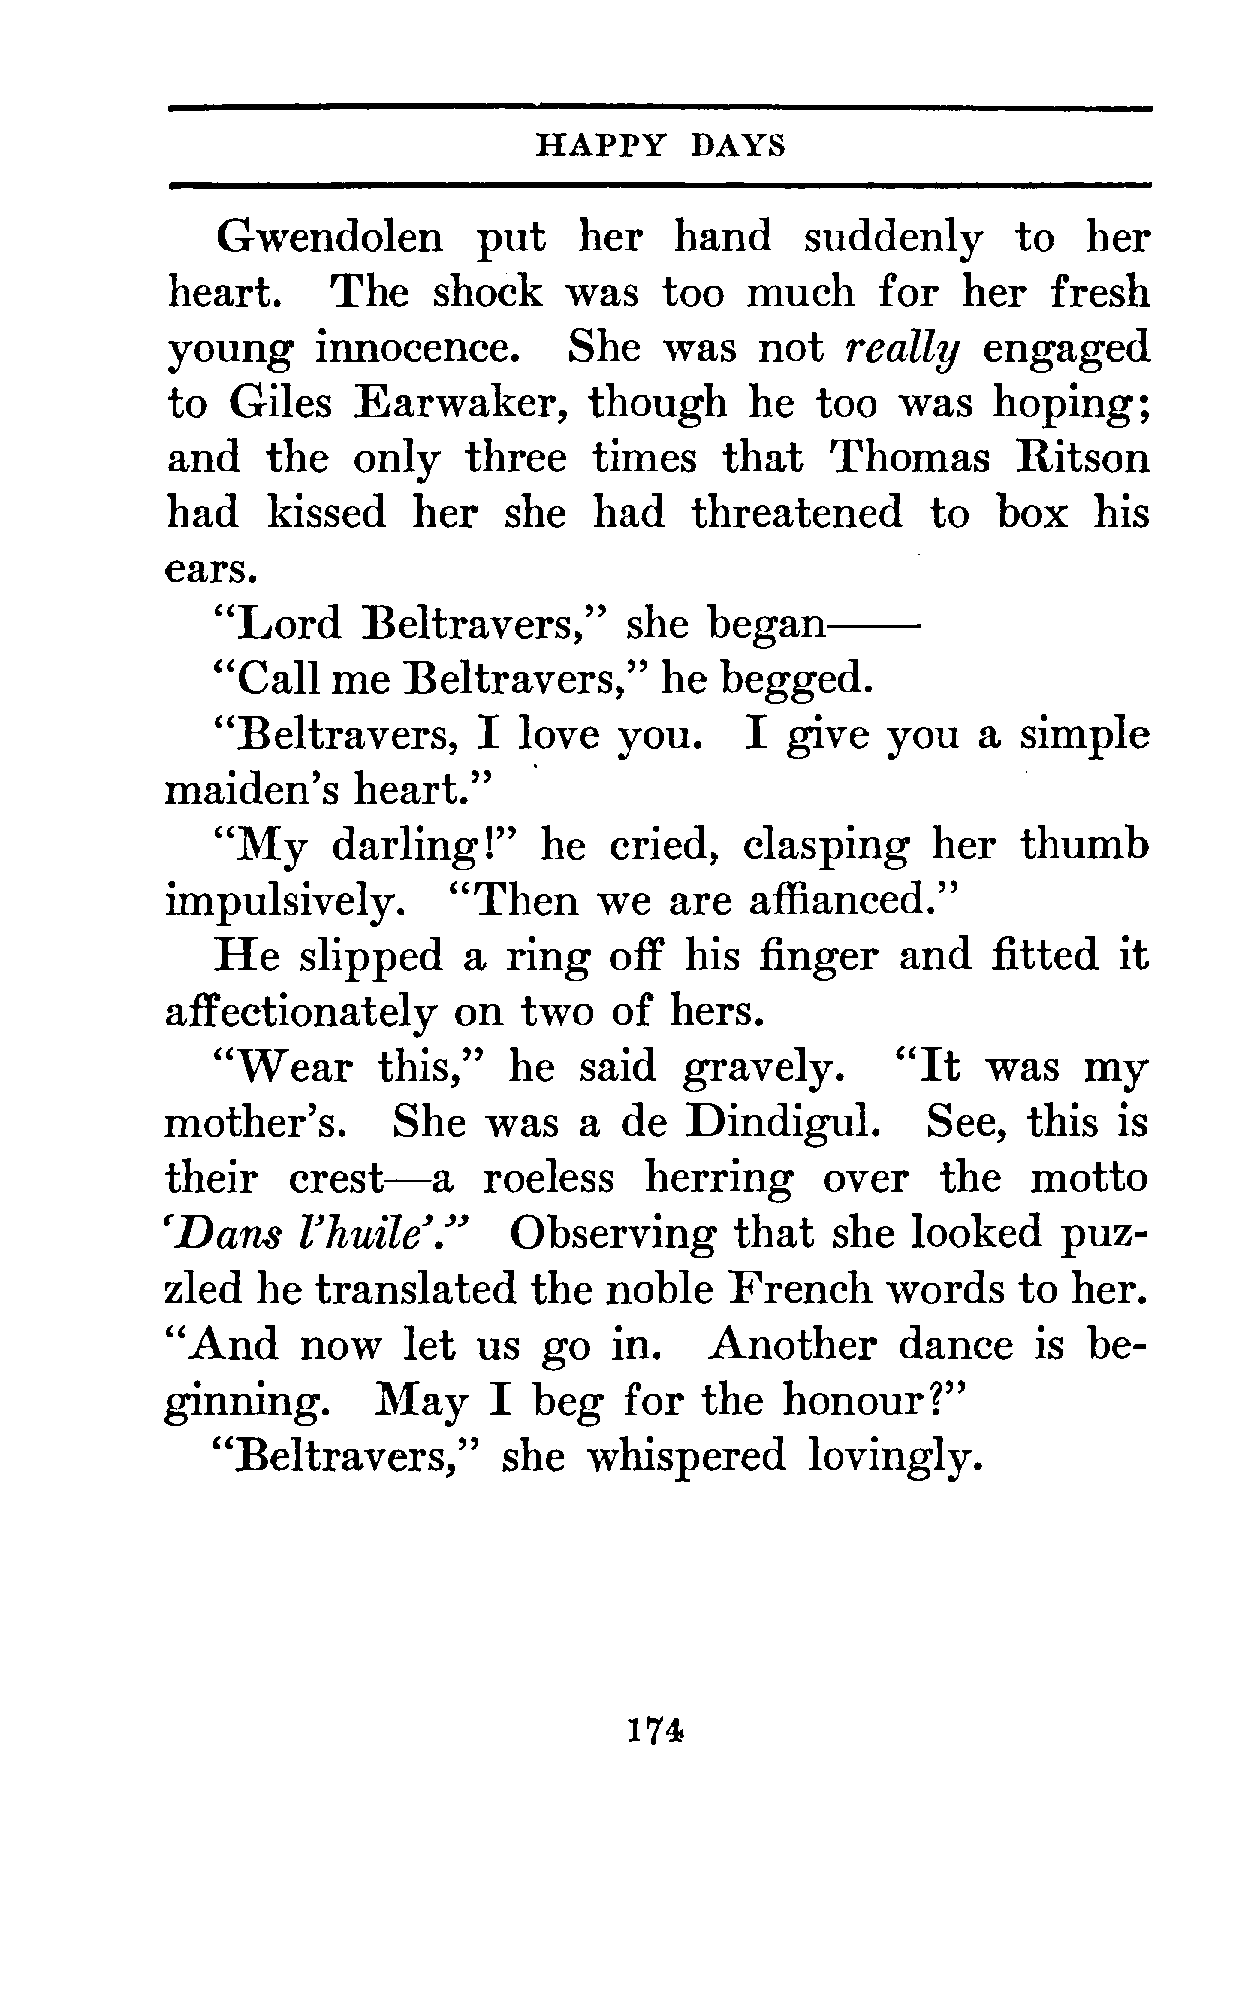 HAPPY DAYS
Gwendolen put her hand suddenly to her
heart. The shock was too much for her fresh
young innocence. She was not really engaged
to Giles Earwaker, though he too was hoping;
and the only three times that Thomas Ritson
had kissed her she had threatened to box his
ears.
“Lord Beltravers,” she began——
“Call me Beltravers,” he begged.
“Beltravers, I love you. I give you a simple
maiden’s heart.”
“My darling!” he cried, clasping her thumb
impulsively. “Then we are affianced.”
He slipped a ring off his finger and fitted it
affectionately on two of hers.
“Wear this,” he said gravely. “It was my
mother’s. She was a de Dindigul. See, this is
their crest—a roeless herring over the motto
‘Dans l’huile’.” Observing that she looked puz-
zled he translated the noble French words to her.
“And now let us go in. Another dance is be-
ginning. May I beg for the honour?”
“Beltravers,” she whispered lovingly.
174